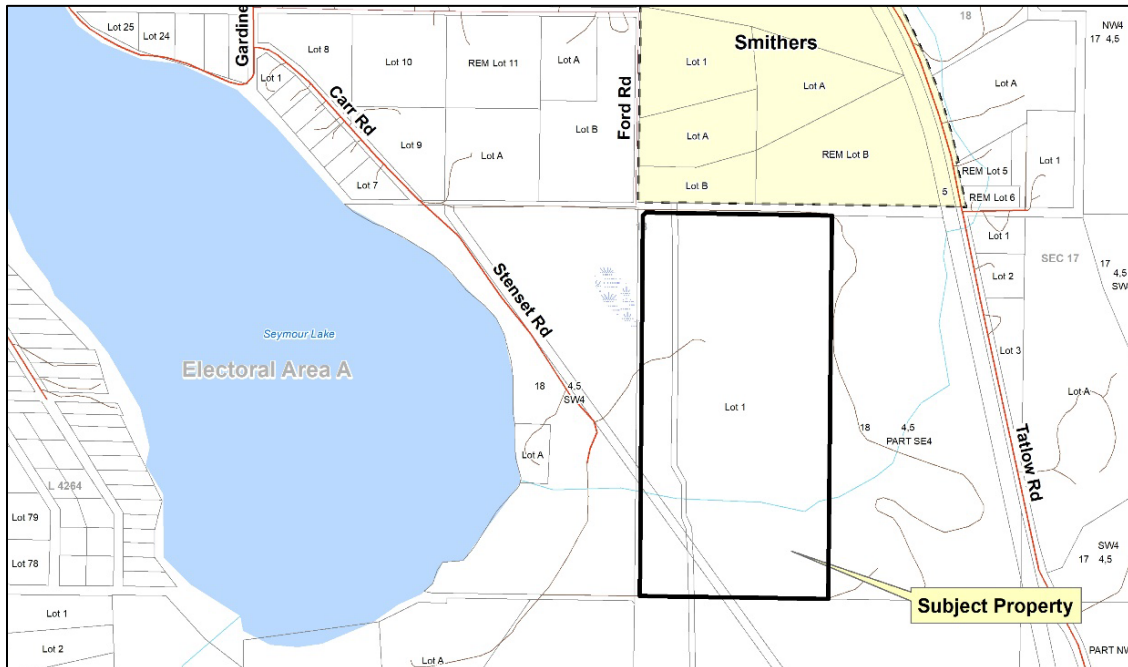 Lot 25
Lot 24
Gardine
Lot 8
Lot 10
REM Lot 11
Lot A
Ford Rd
Smithers
18
NW4
17 4,5
Lot 1
Lot 1
Lot A
Lot A
Carr Rd
Lot B
Lot 9
Lot A
Lot A
REM Lot B
Lot 7
Lot B
5
REM Lot 5
Lot 1
REM Lot 6
Lot 1
SEC 17
17
4,5
SW4
Lot 2
Stenset Rd
Seymour Lake
Electoral Area A
Lot 3
18 4,5
SW4
Lot A
Lot 1
18 4,5
PART SE4
Tatlow Rd
Lot A
L 4264
Lot 79
Lot 78
SW4
17 4,5
Subject Property
Lot 1
Lot 2
Lot A
PART NW